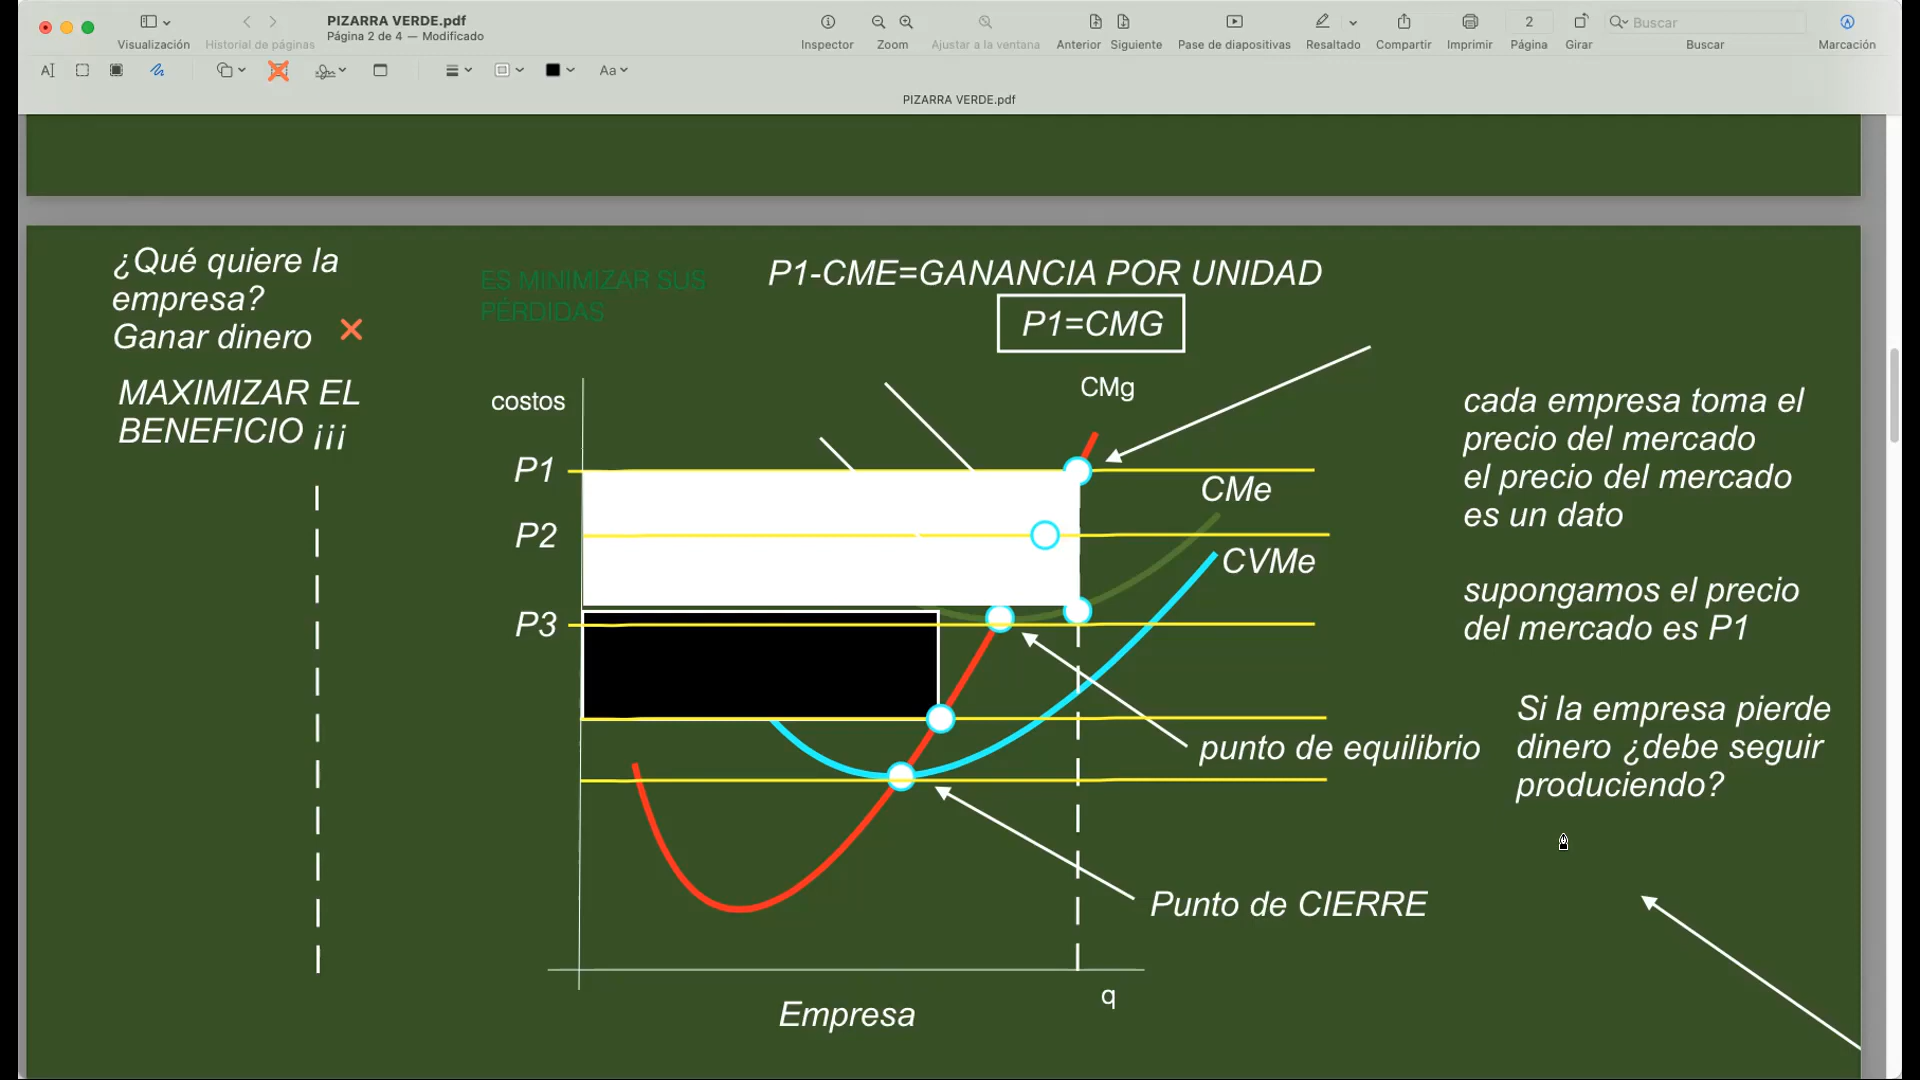 PIZARRA VERDE.pdf
Página 2 de 4 — Modificado
Visualización
Historial de páginas
Inspector
Zoom
Ajustar a la ventana
Anterior
Siguiente
Pase de diapositivas
Resaltado
Compartir
Imprimir
2
Página
Girar
Buscar
Buscar
Marcación
Aa
PIZARRA VERDE.pdf
¿Qué quiere la
empresa?
Ganar dinero
MAXIMIZAR EL
BENEFICIO ¡¡¡
ES MINIMIZAR SUS
PÉRDIDAS
P1-CME=GANANCIA POR UNIDAD
P1=CMG
costos
CMg
P1
CMe
P2
CVMe
P3
punto de equilibrio
Punto de CIERRE
q
Empresa
cada empresa toma el
precio del mercado
el precio del mercado
es un dato
supongamos el precio
del mercado es P1
Si la empresa pierde
dinero ¿debe seguir
produciendo?